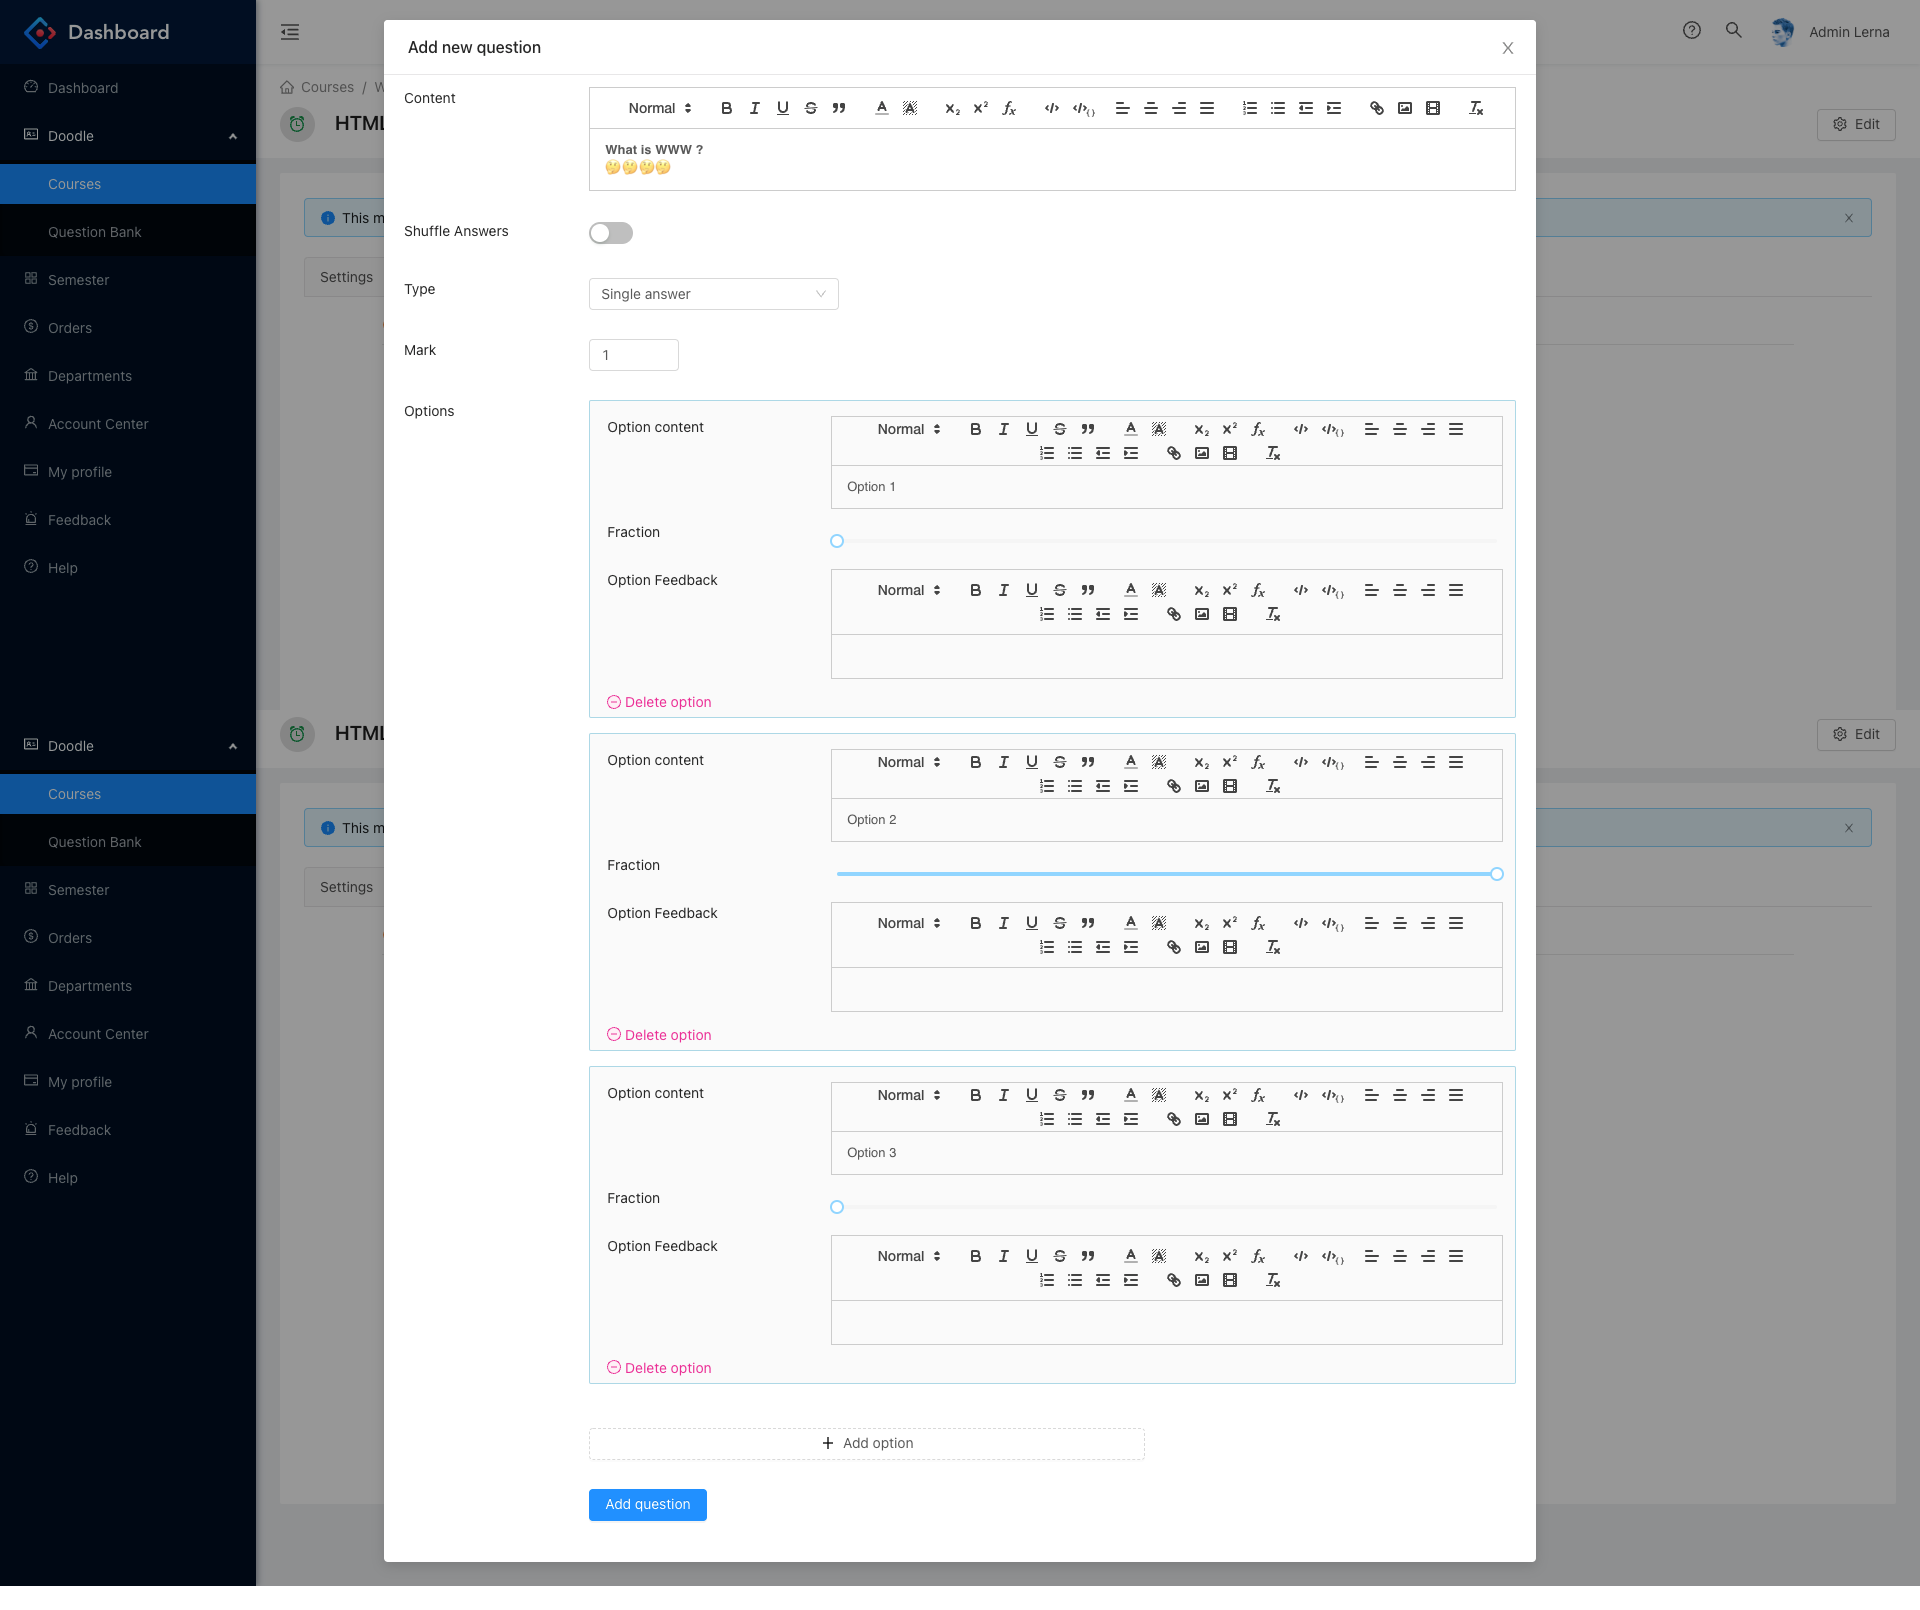 Dashboard
Admin Lerna
Dashboard
Doodle
Courses
Question Bank
Semester
Orders
Departments
Account Center
My profile
Feedback
Help
Courses / W
HTML
Edit
This m
Settings
Doodle
Courses
Question Bank
Semester
Orders
Departments
Account Center
My profile
Feedback
Help
HTML
Edit
This m
Settings
Add new question
Content
Normal
What is WWW ?
🤔🤔🤔🤔
Shuffle Answers
Type
Single answer
Mark
1
Options
Option content
Normal
Option 1
Fraction
Option Feedback
Normal
Delete option
Option content
Normal
Option 2
Fraction
Option Feedback
Normal
Delete option
Option content
Normal
Option 3
Fraction
Option Feedback
Normal
Delete option
+ Add option
Add question